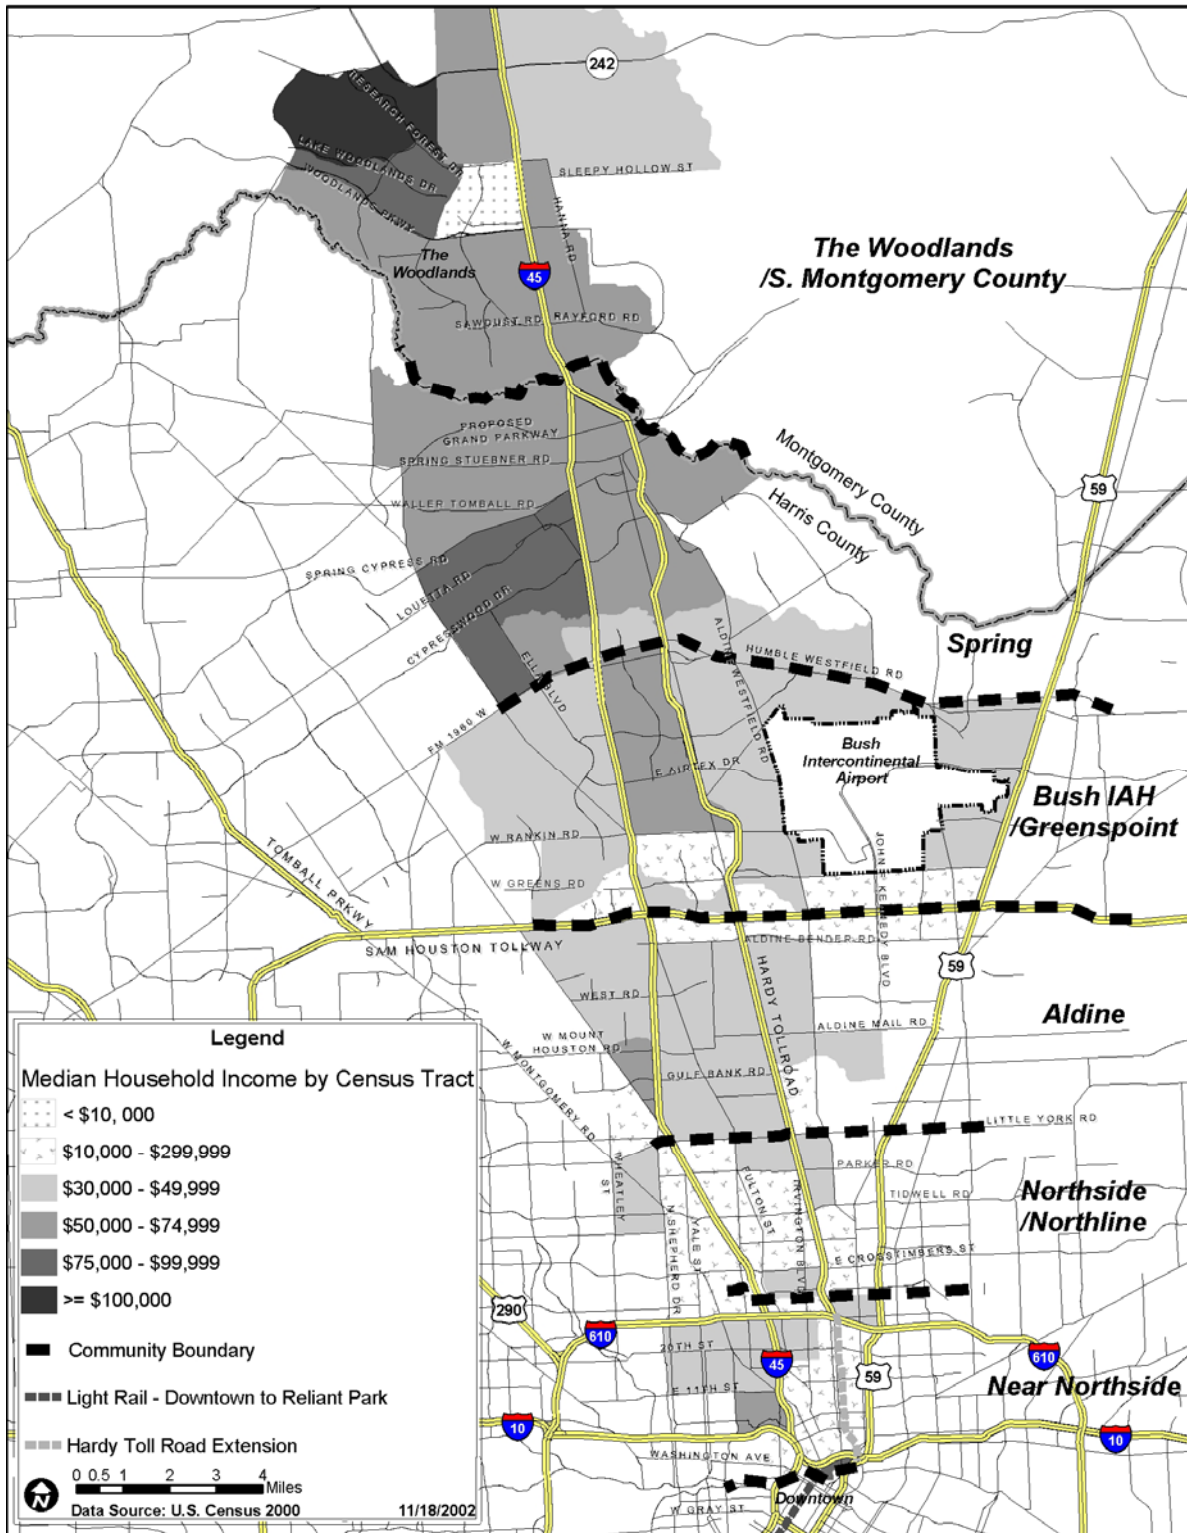 242
RESEARCH FOREST DR
LAKE WOODLANDS DR
WOODLANDS PKWY
SLEEPY HOLLOW ST
HANNA RD
The
Woodlands
45
The Woodlands
/S. Montgomery County
SAWDUST RD
RAYFORD RD
PROPOSED
GRAND PARKWAY
SPRING STUEBNER RD
WALLER TOMBALL RD
Montgomery County
Harris County
59
SPRING CYPRESS RD
LOUETTA RD
CYPRESSWOOD DR
ELLA BLVD
ALDINE WESTFIELD RD
HUMBLE WESTFIELD RD
Spring
FM 1960 W
Bush
Intercontinental
Airport
E AIRTEX DR
Bush IAH
/Greenspoint
W RANKIN RD
TOMBALL PRKWY
W GREENS RD
JOHN F KENNEDY BLVD
SAM HOUSTON TOLLWAY
ALDINE BENDER RD
59
HARDY TOLLROAD
WEST RD
Aldine
ALDINE MAIL RD
W MOUNT
HOUSTON RD
W MONTGOMERY RD
GULF BANK RD
LITTLE YORK RD
PARKER RD
WHEATLEY
ST
FULTON ST
IRVINGTON BLVD
TIDWELL RD
Northside
/Northline
N SHEPHERD DR
YALE ST
E CROSSTIMBERS ST
290
610
20TH ST
45
610
59
E 11TH ST
Near Northside
10
10
WASHINGTON AVE
Downtown
W GRAY ST
Legend
Median Household Income by Census Tract
< $10, 000
$10,000 - $299,999
$30,000 - $49,999
$50,000 - $74,999
$75,000 - $99,999
>= $100,000
Community Boundary
Light Rail - Downtown to Reliant Park
Hardy Toll Road Extension
0 0.5 1 2 3 4
Miles
N
Data Source: U.S. Census 2000 11/18/2002